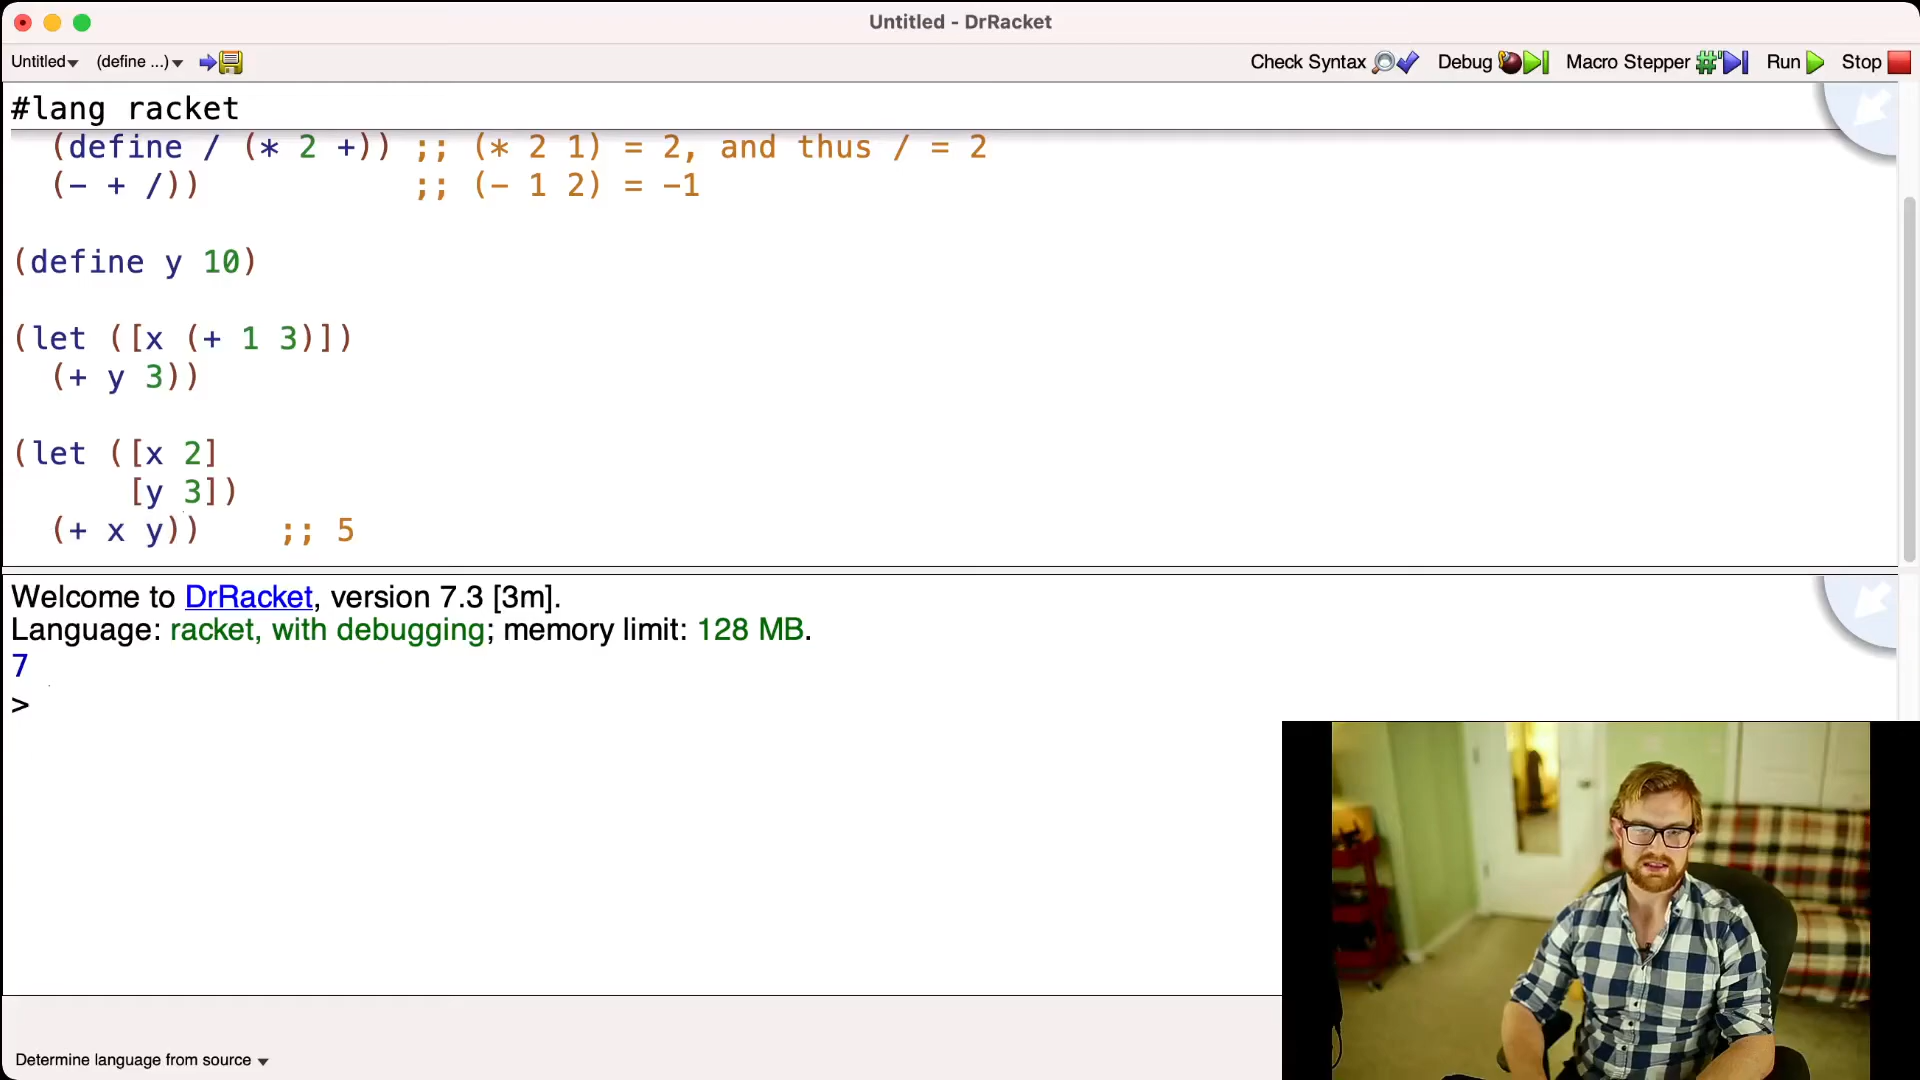 Untitled - DrRacket
Untitled (define ...) Check Syntax Debug Macro Stepper Run Stop
#lang racket
(define / (* 2 +)) ;; (* 2 1) = 2, and thus / = 2
(- + /)) ;; (- 1 2) = -1
(define y 10)
(let ([x (+ 1 3)])
(+ y 3))
(let ([x 2]
[y 3])
(+ x y)) ;; 5
Welcome to DrRacket, version 7.3 [3m].
Language: racket, with debugging; memory limit: 128 MB.
7
>
Determine language from source